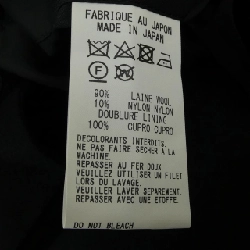 FABRIQUE AU JAPON
MADE IN JAPAN
F
90% LAINE WOOL
10% NYLON NYLON
DOUBLURE LINING
100% CUPRO CUPRO
DECOLORANTS INTERDITS.
NE PAS FAIRE SÉCHER À LA
MACHINE.
REPASSER AU FER DOUX
VEUILLEZ UTILISER UN FILET
LORS DU LAVAGE.
VEUILLER LAVER SEPAREMENT.
REPASSER AVEC UNE ETOFFE.
DO NOT BLEACH